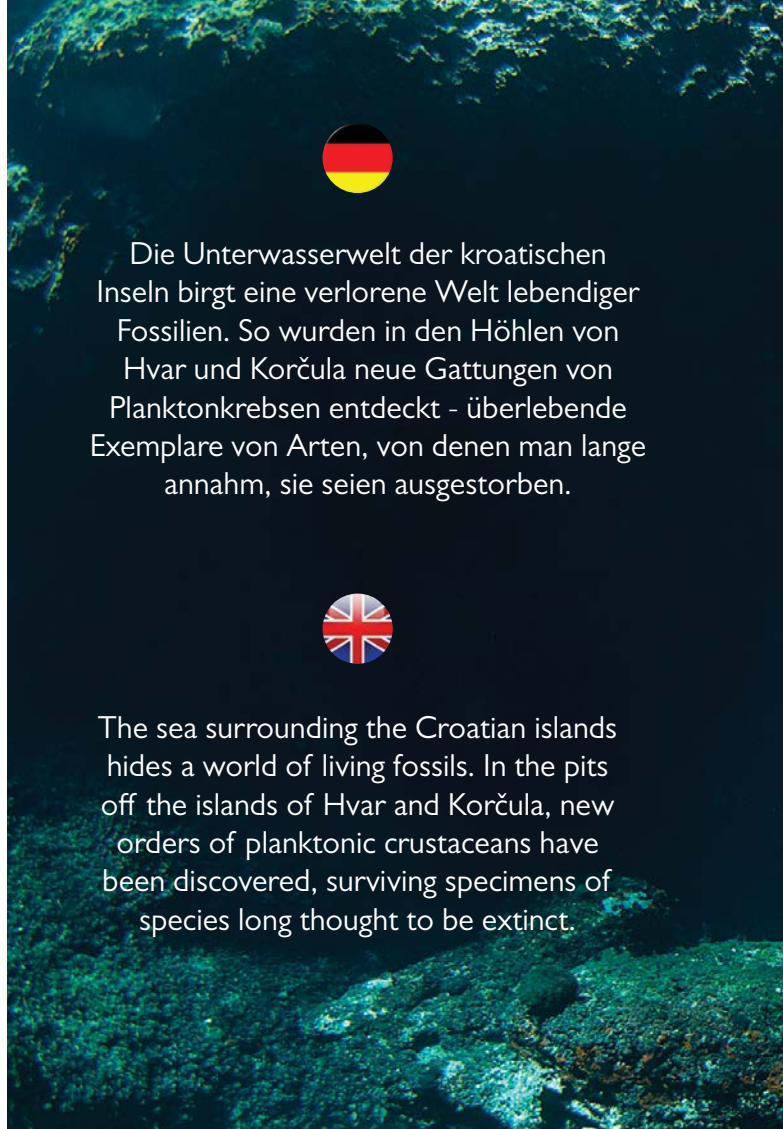 Die Unterwasserwelt der kroatischen
Inseln birgt eine verlorene Welt lebendiger
Fossilien. So wurden in den Höhlen von
Hvar und Korčula neue Gattungen von
Planktonkrebsen entdeckt - überlebende
Exemplare von Arten, von denen man lange
annahm, sie seien ausgestorben.
The sea surrounding the Croatian islands
hides a world of living fossils. In the pits
off the islands of Hvar and Korčula, new
orders of planktonic crustaceans have
been discovered, surviving specimens of
species long thought to be extinct.